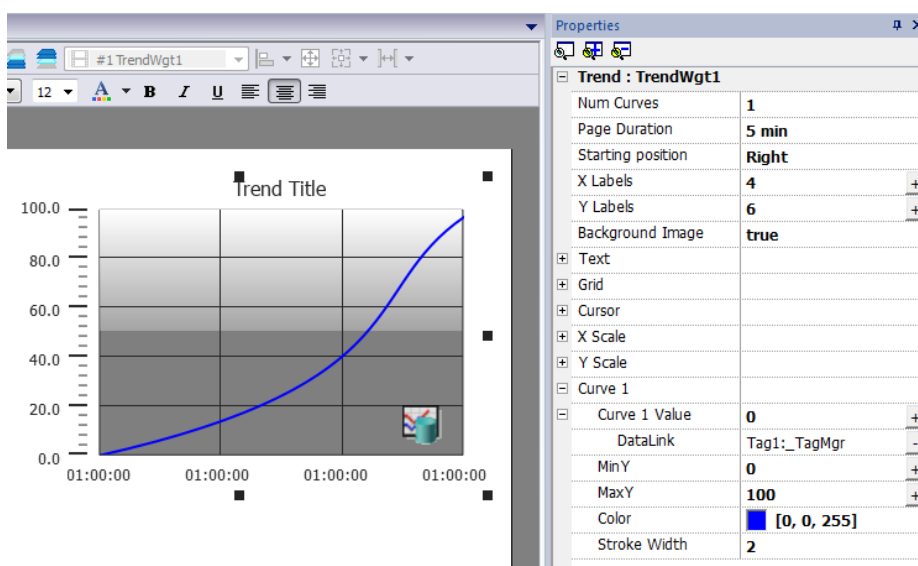 Properties
#1 TrendWgt1
12 A B I U
Trend Title
100.0
80.0
60.0
40.0
20.0
0.0
01:00:00 01:00:00 01:00:00 01:00:00
Trend : TrendWgt1
Num Curves 1
Page Duration 5 min
Starting position Right
X Labels 4 +
Y Labels 6 +
Background Image true
Text
Grid
Cursor
X Scale
Y Scale
Curve 1
Curve 1 Value 0 +
DataLink Tag1:_TagMgr -
MinY 0 +
MaxY 100 +
Color [0, 0, 255]
Stroke Width 2